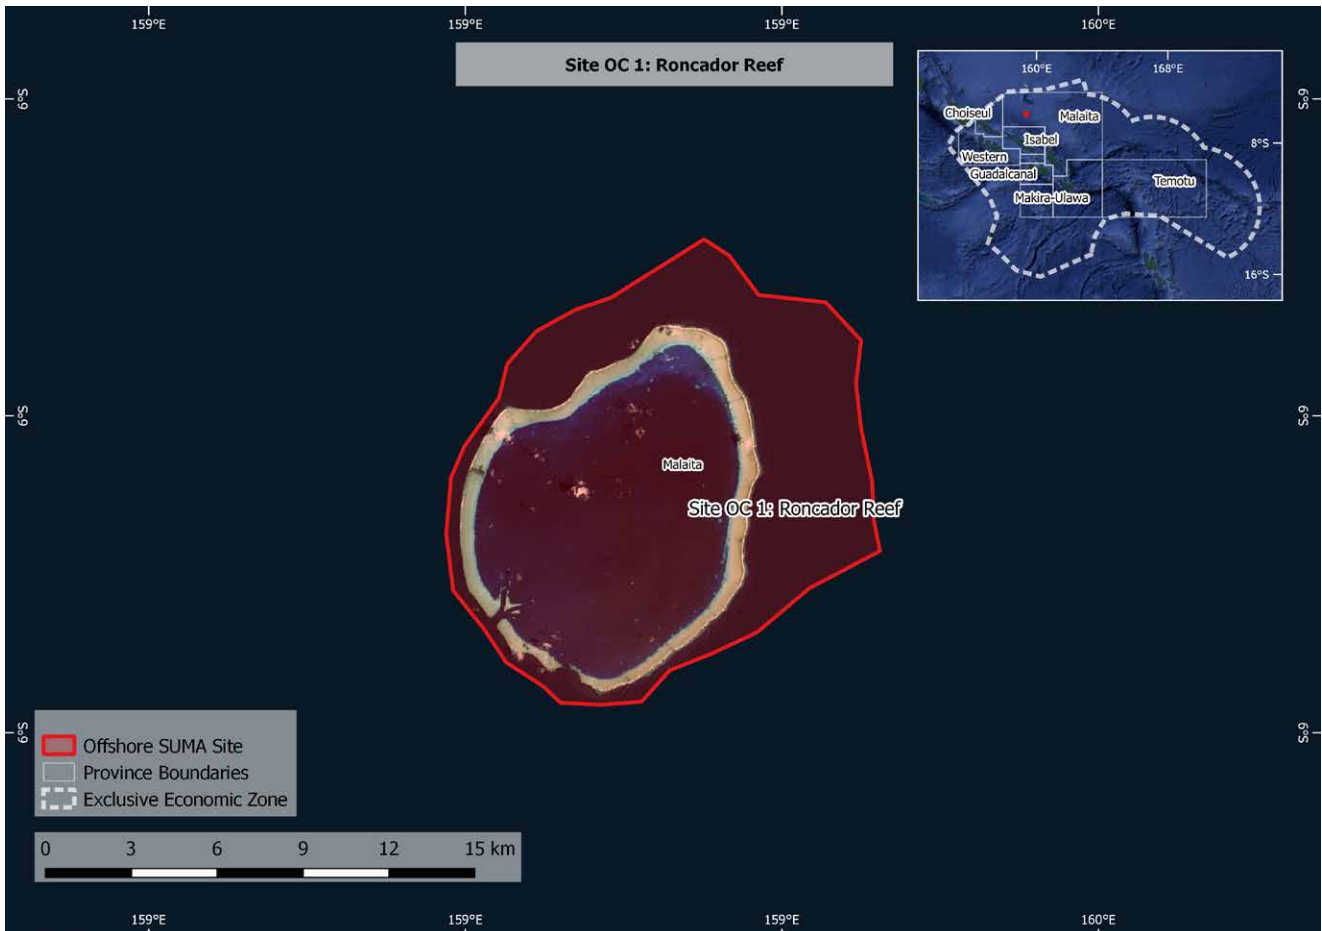 159°E
159°E
159°E
160°E
Site OC 1: Roncador Reef
160°E
168°E
Choiseul
Malaita
Isabel
8°S
Western
Guadalcanal
Temotu
Makira-Ulawa
16°S
6°S
6°S
6°S
6°S
Malaita
Site OC 1: Roncador Reef
6°S
6°S
Offshore SUMA Site
Province Boundaries
Exclusive Economic Zone
0 3 6 9 12 15 km
159°E
159°E
159°E
160°E